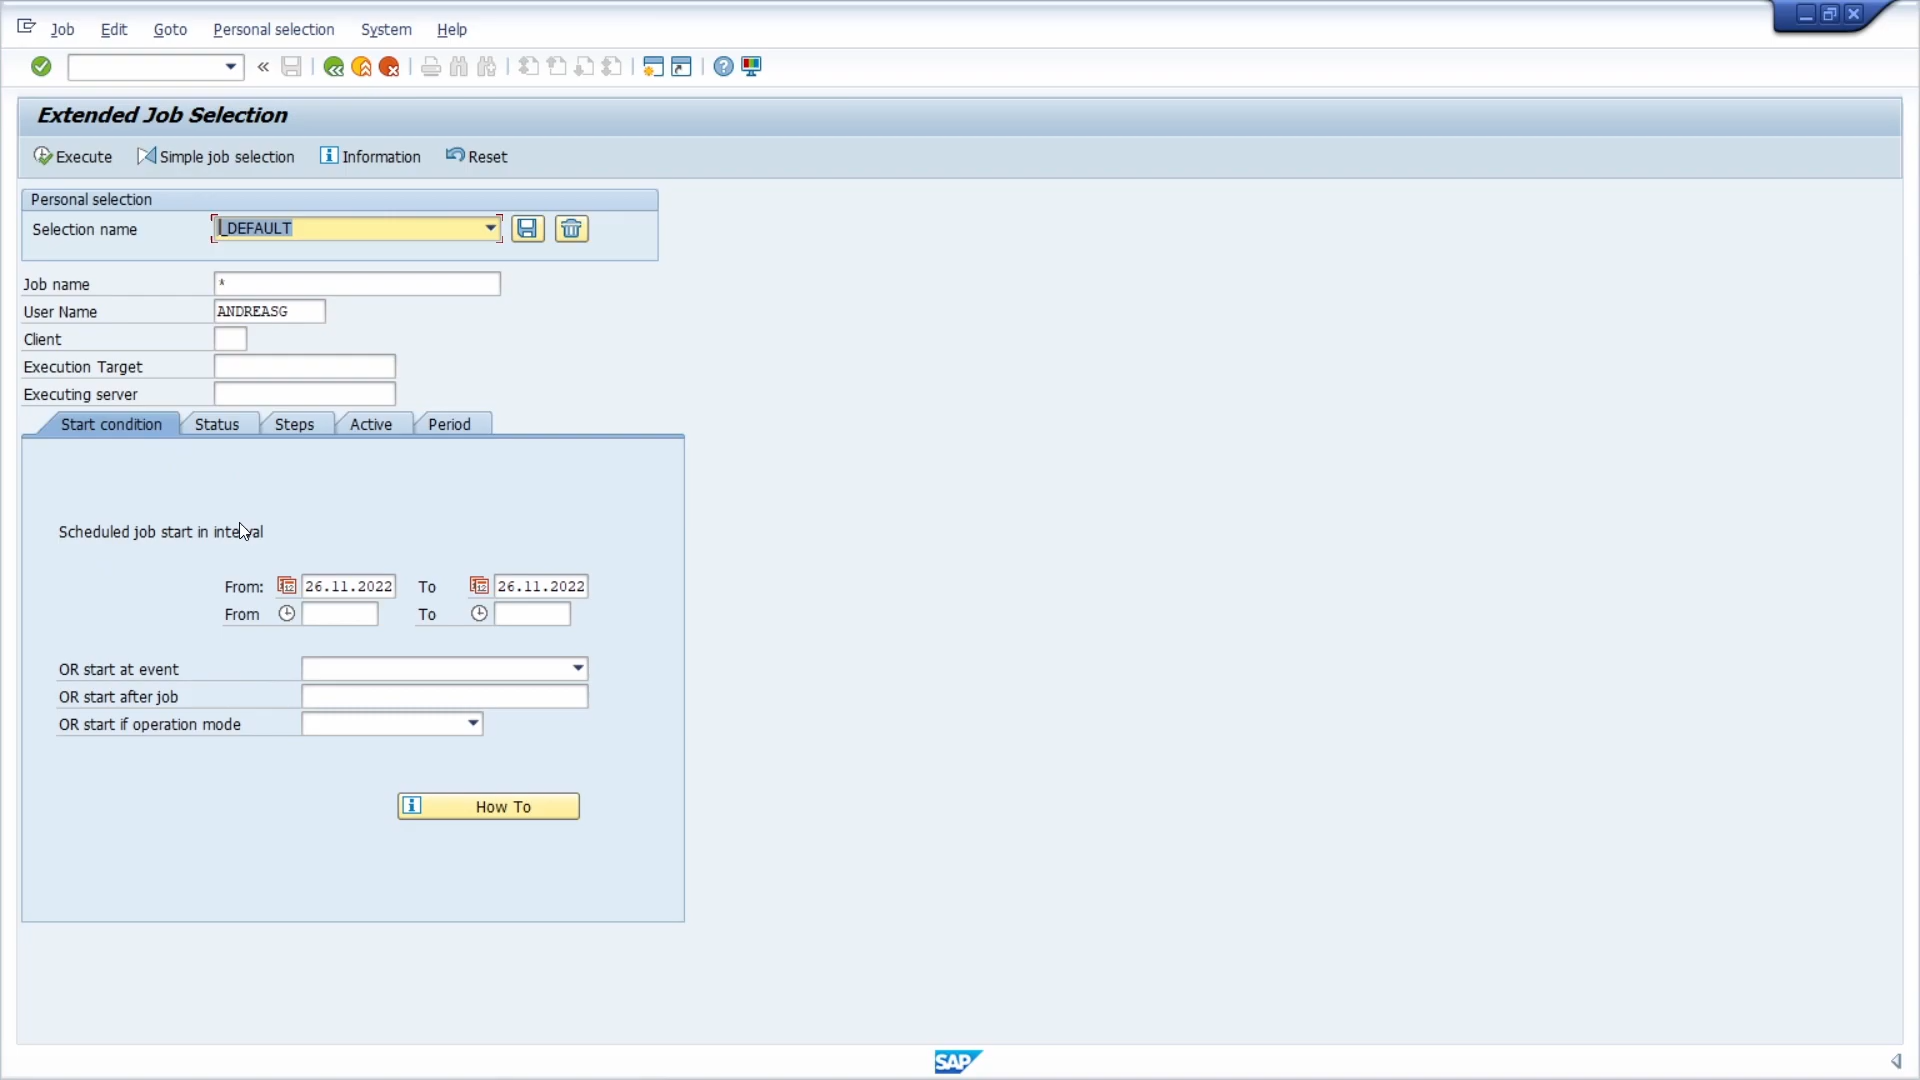 Job Edit Goto Personal selection System Help
Extended Job Selection
Execute Simple job selection Information Reset
Personal selection
Selection name _DEFAULT
Job name *
User Name ANDREASG
Client
Execution Target
Executing server
Start condition Status Steps Active Period
Scheduled job start in interval
From: 26.11.2022 To 26.11.2022
From To
OR start at event
OR start after job
OR start if operation mode
How To
SAP